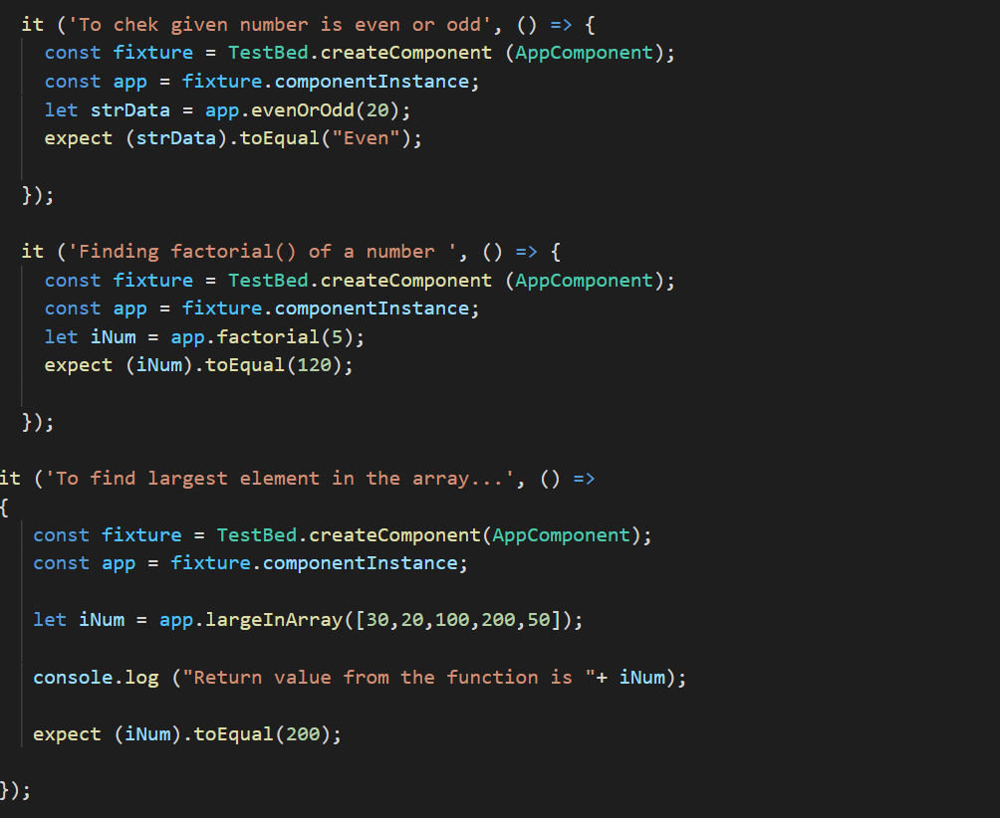 it ('To chek given number is even or odd', () => {
const fixture = TestBed.createComponent (AppComponent);
const app = fixture.componentInstance;
let strData = app.evenOrOdd(20);
expect (strData).toEqual("Even");
});
it ('Finding factorial() of a number ', () => {
const fixture = TestBed.createComponent (AppComponent);
const app = fixture.componentInstance;
let iNum = app.factorial(5);
expect (iNum).toEqual(120);
});
it ('To find largest element in the array...', () =>
{
const fixture = TestBed.createComponent(AppComponent);
const app = fixture.componentInstance;
let iNum = app.largeInArray([30,20,100,200,50]);
console.log ("Return value from the function is "+ iNum);
expect (iNum).toEqual(200);
});